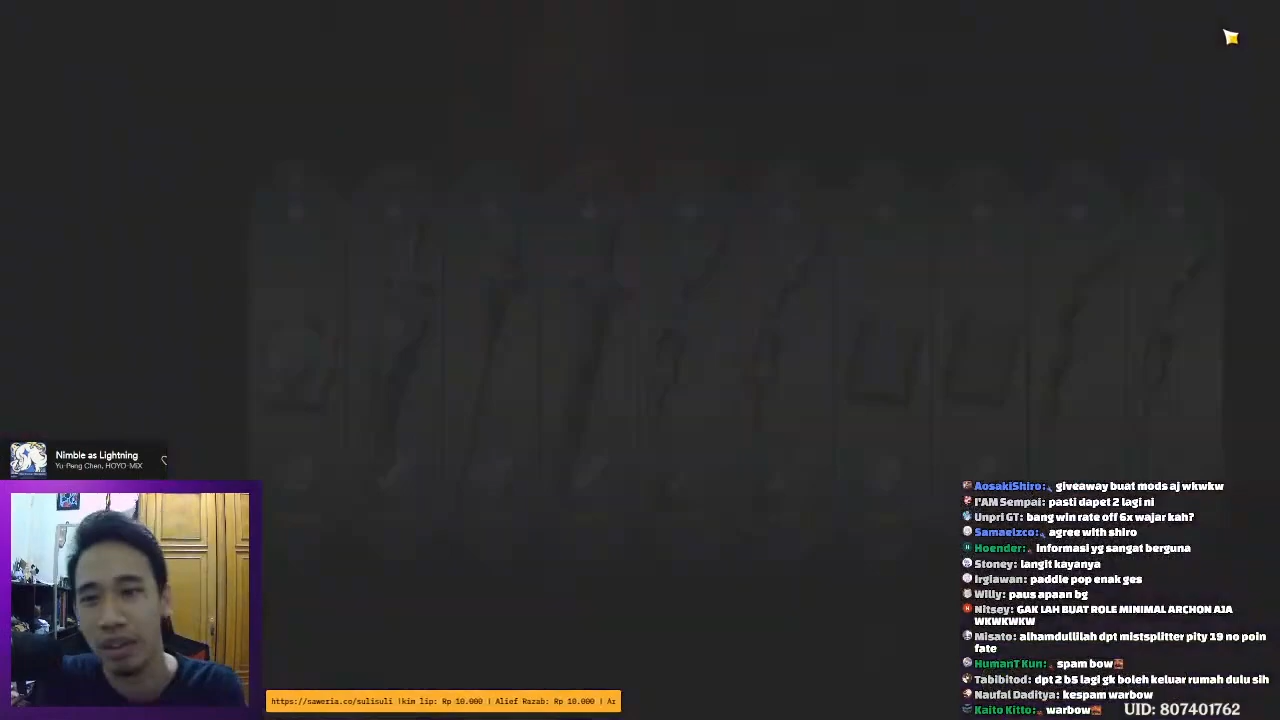 Nimble as Lightning
Yu-Peng Chen, HOYO-MiX
AosakiShiro: giveaway buat mods aj wkwkw
I'AM Sempai: pasti dapet 2 lagi ni
Unpri GT: bang win rate off 6x wajar kah?
Samaelzco: agree with shiro
Hoender: informasi yg sangat berguna
Stoney: langit kayanya
Irgiawan: paddle pop enak ges
Willy: paus apaan bg
Nitsey: GAK LAH BUAT ROLE MINIMAL ARCHON AJA
WKWKWKW
Misato: alhamdulilah dpt mistsplitter pity 19 no poin
fate
HumanT Kun: spam bow
Tabibitod: dpt 2 b5 lagi gk boleh keluar rumah dulu sih
Naufal Daditya: kespam warbow
Kaito Kitto: warbow
https://saweria.co/sulisuli !kim lip: Rp 10.000 | Alief Razab: Rp 10.000 |
UID: 807401762